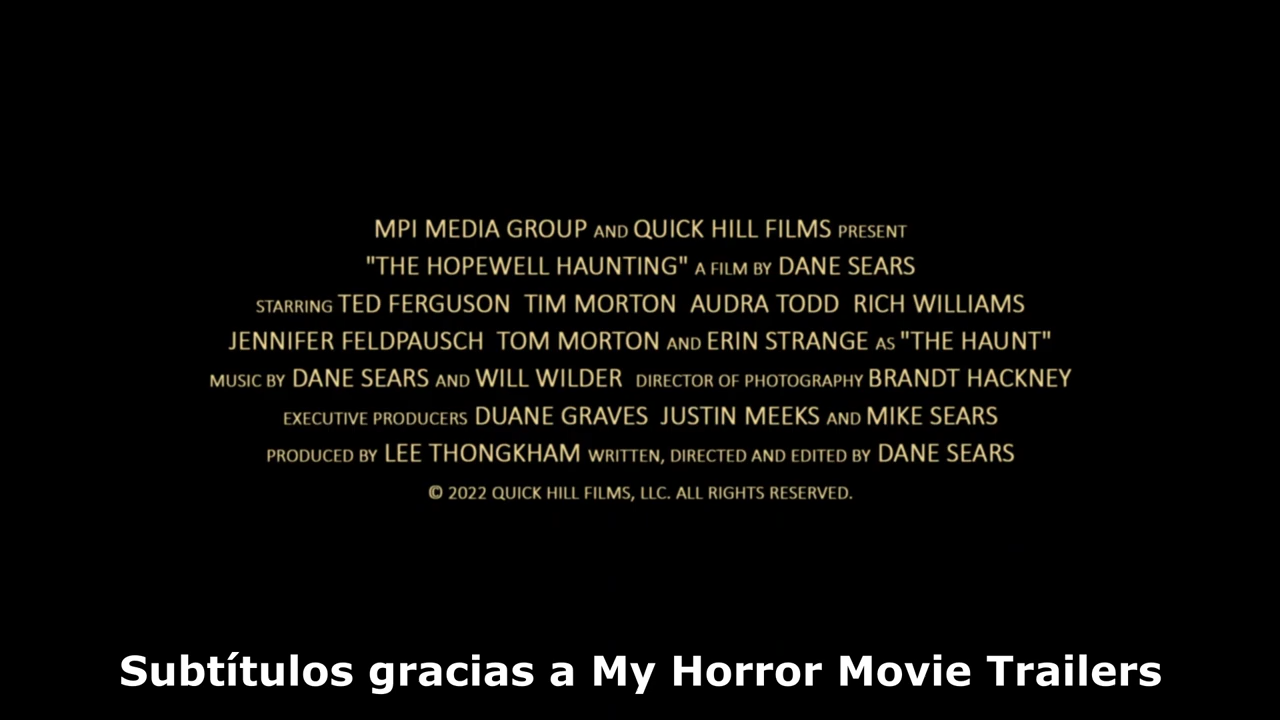 MPI MEDIA GROUP AND QUICK HILL FILMS PRESENT
"THE HOPEWELL HAUNTING" A FILM BY DANE SEARS
STARRING TED FERGUSON TIM MORTON AUDRA TODD RICH WILLIAMS
JENNIFER FELDPAUSCH TOM MORTON AND ERIN STRANGE AS "THE HAUNT"
MUSIC BY DANE SEARS AND WILL WILDER DIRECTOR OF PHOTOGRAPHY BRANDT HACKNEY
EXECUTIVE PRODUCERS DUANE GRAVES JUSTIN MEEKS AND MIKE SEARS
PRODUCED BY LEE THONGKHAM WRITTEN, DIRECTED AND EDITED BY DANE SEARS
© 2022 QUICK HILL FILMS, LLC. ALL RIGHTS RESERVED.
Subtítulos gracias a My Horror Movie Trailers